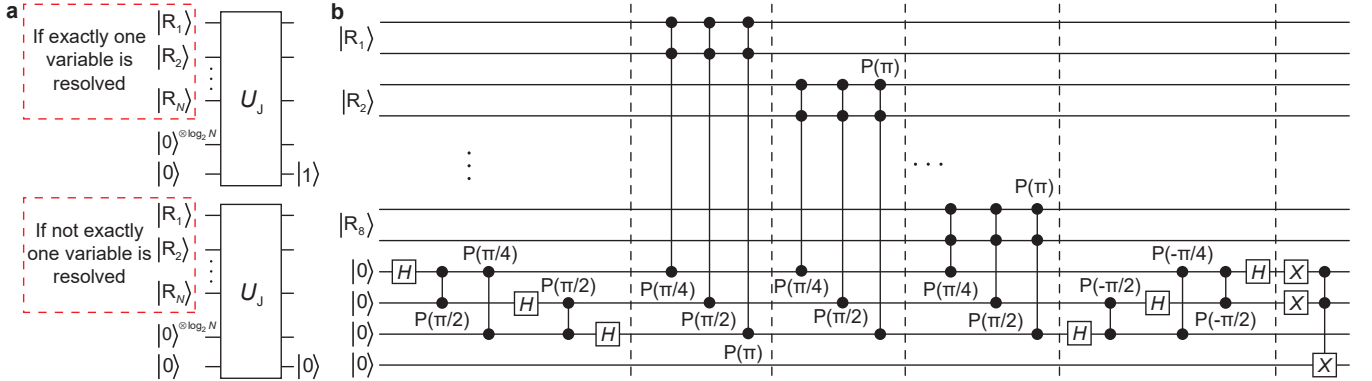 a
If exactly one
variable is
resolved
|R₁⟩
|R₂⟩
⋮
|R_N⟩
|0⟩^⊗log₂ N
|0⟩
U_J
|1⟩
If not exactly
one variable is
resolved
|R₁⟩
|R₂⟩
⋮
|R_N⟩
|0⟩^⊗log₂ N
|0⟩
U_J
|0⟩
b
|R₁⟩
|R₂⟩
P(π)
⋮
...
P(π)
|R₈⟩
P(π/4)
P(-π/4)
|0⟩
H
H
X
P(π/4)
P(π/4)
P(π/4)
P(π/2)
P(-π/2)
|0⟩
H
H
X
P(π/2)
P(π/2)
P(π/2)
P(π/2)
P(-π/2)
|0⟩
H
H
P(π)
|0⟩
X